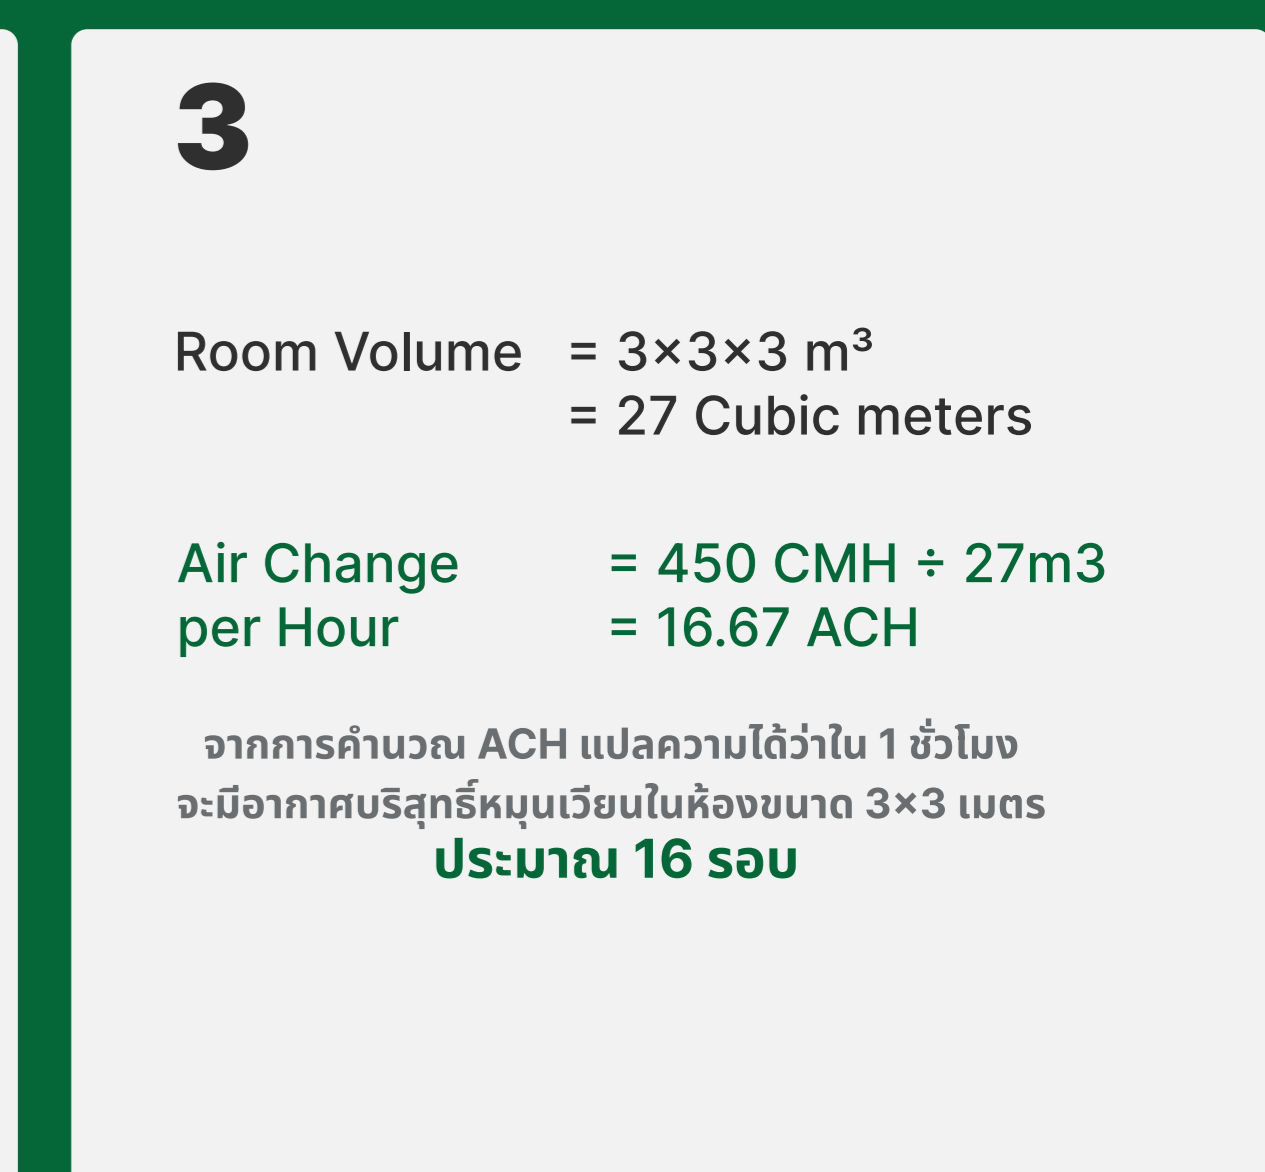 3
Room Volume = 3×3×3 m³
= 27 Cubic meters
Air Change = 450 CMH ÷ 27m3
per Hour = 16.67 ACH
จากการคำนวณ ACH แปลความได้ว่าใน 1 ชั่วโมง
จะมีอากาศบริสุทธิ์หมุนเวียนในห้องขนาด 3×3 เมตร
ประมาณ 16 รอบ